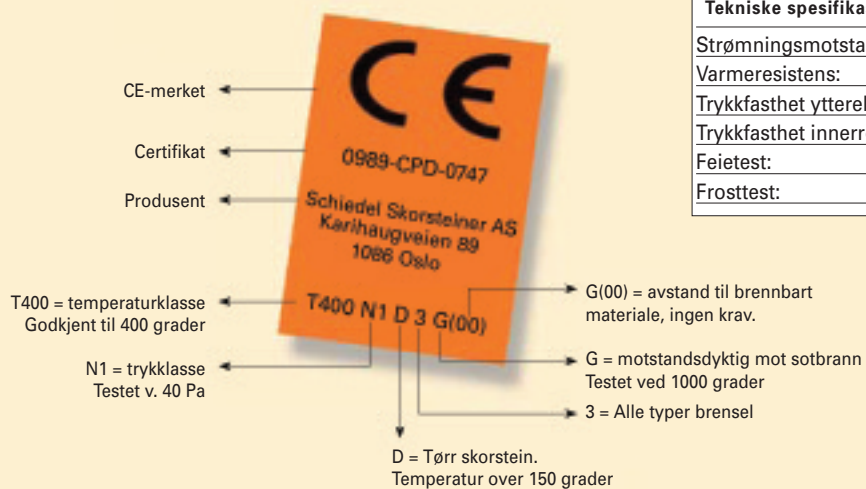 Tekniske spesifika
Strømningsmotsta
Varmeresistens:
Trykkfasthet ytterel
Trykkfasthet innerr
Feietest:
Frosttest:
CE-merket
Certifikat
Produsent
T400 = temperaturklasse
Godkjent til 400 grader
N1 = trykklasse
Testet v. 40 Pa
CE
0989-CPD-0747
Schiedel Skorsteiner AS
Karihaugveien 89
1086 Oslo
T400 N1 D 3 G(00)
G(00) = avstand til brennbart
materiale, ingen krav.
G = motstandsdyktig mot sotbrann
Testet ved 1000 grader
3 = Alle typer brensel
D = Tørr skorstein.
Temperatur over 150 grader